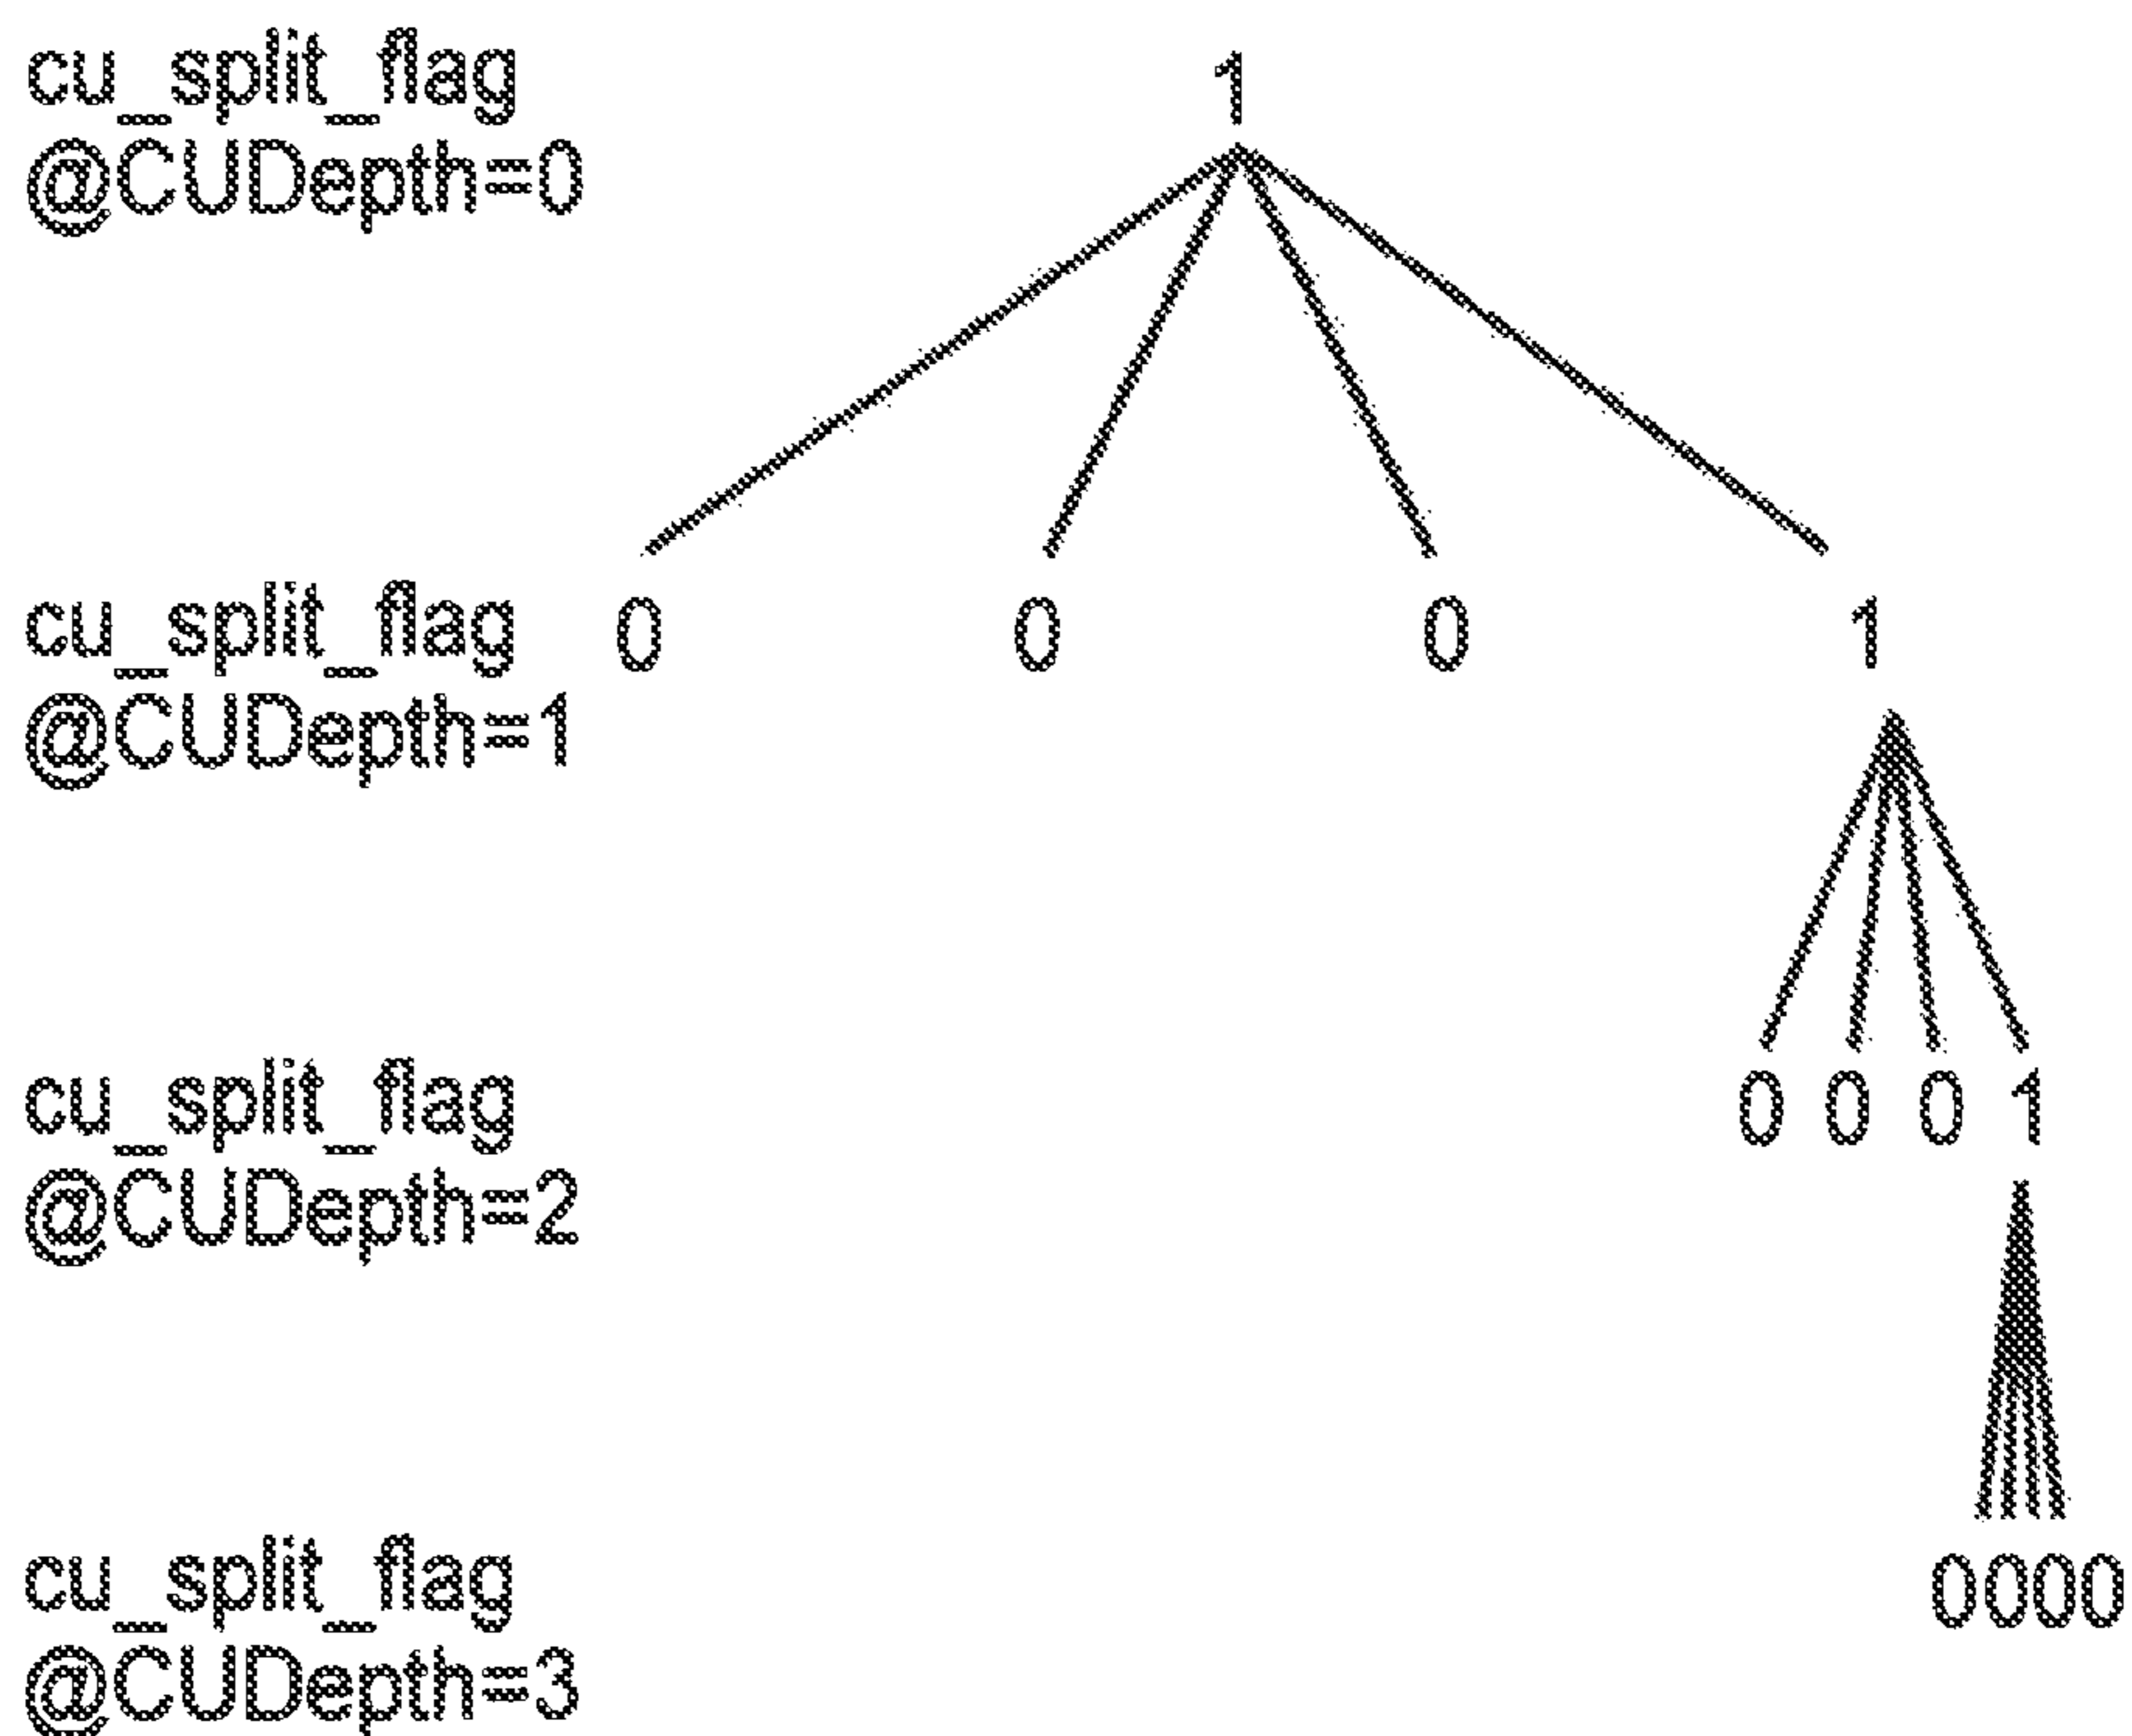 cu_split_flag
@CUDepth=0
1
cu_split_flag
@CUDepth=1
0 0 0 1
cu_split_flag
@CUDepth=2
0 0 0 1
cu_split_flag
@CUDepth=3
0000